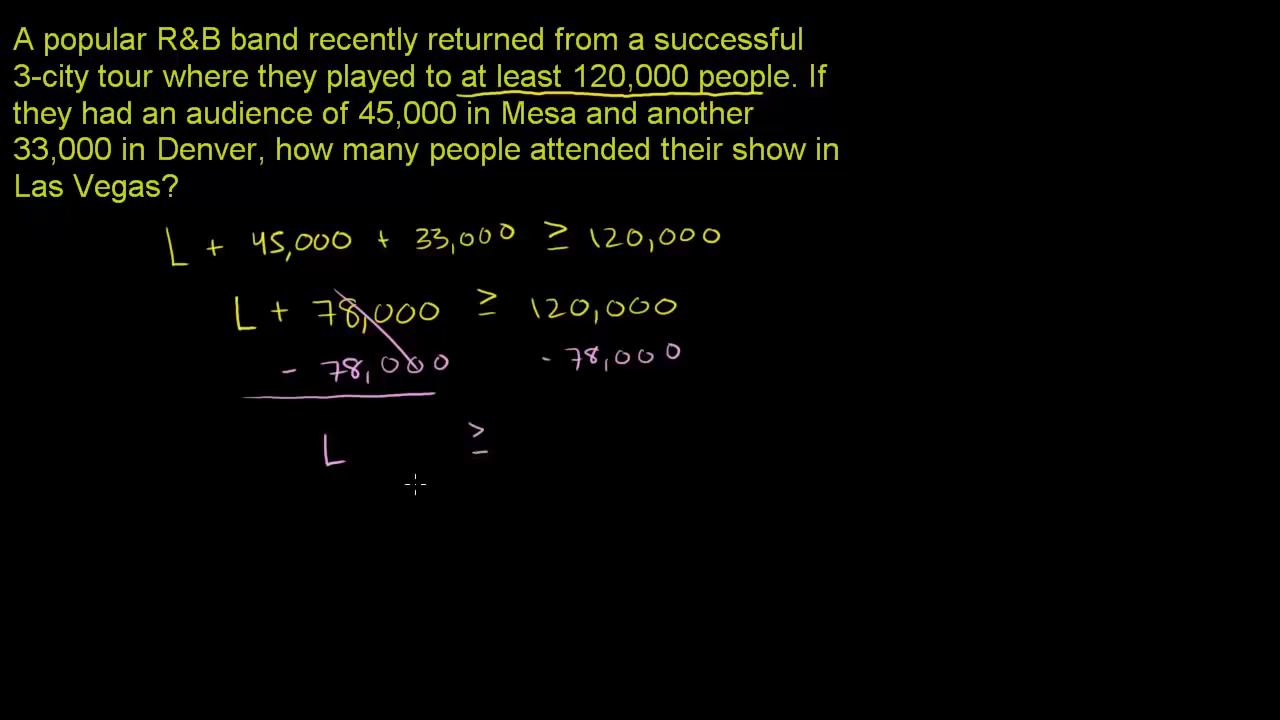 A popular R&B band recently returned from a successful
3-city tour where they played to at least 120,000 people. If
they had an audience of 45,000 in Mesa and another
33,000 in Denver, how many people attended their show in
Las Vegas?
L + 45,000 + 33,000 ≥ 120,000
L + 78,000 ≥ 120,000
- 78,000 - 78,000
L ≥